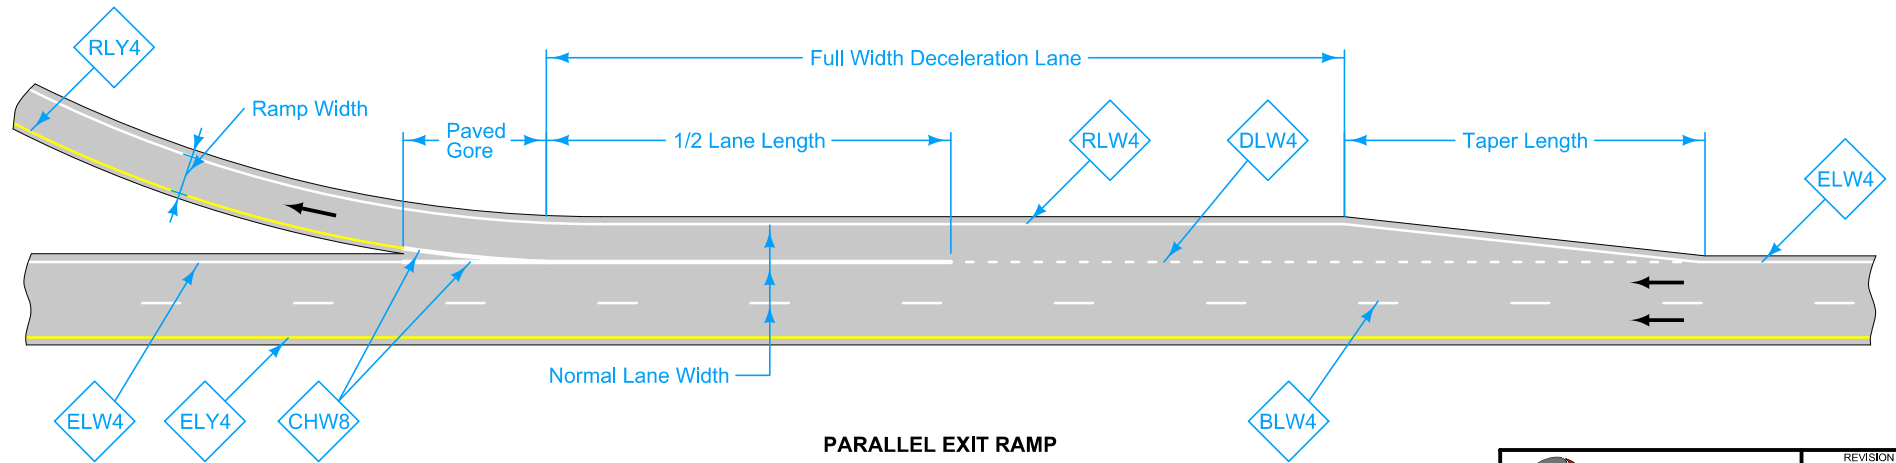 RLY4
Full Width Deceleration Lane
Ramp Width
Paved
Gore
1/2 Lane Length
RLW4
DLW4
Taper Length
ELW4
Normal Lane Width
ELW4
ELY4
CHW8
BLW4
PARALLEL EXIT RAMP
REVISION